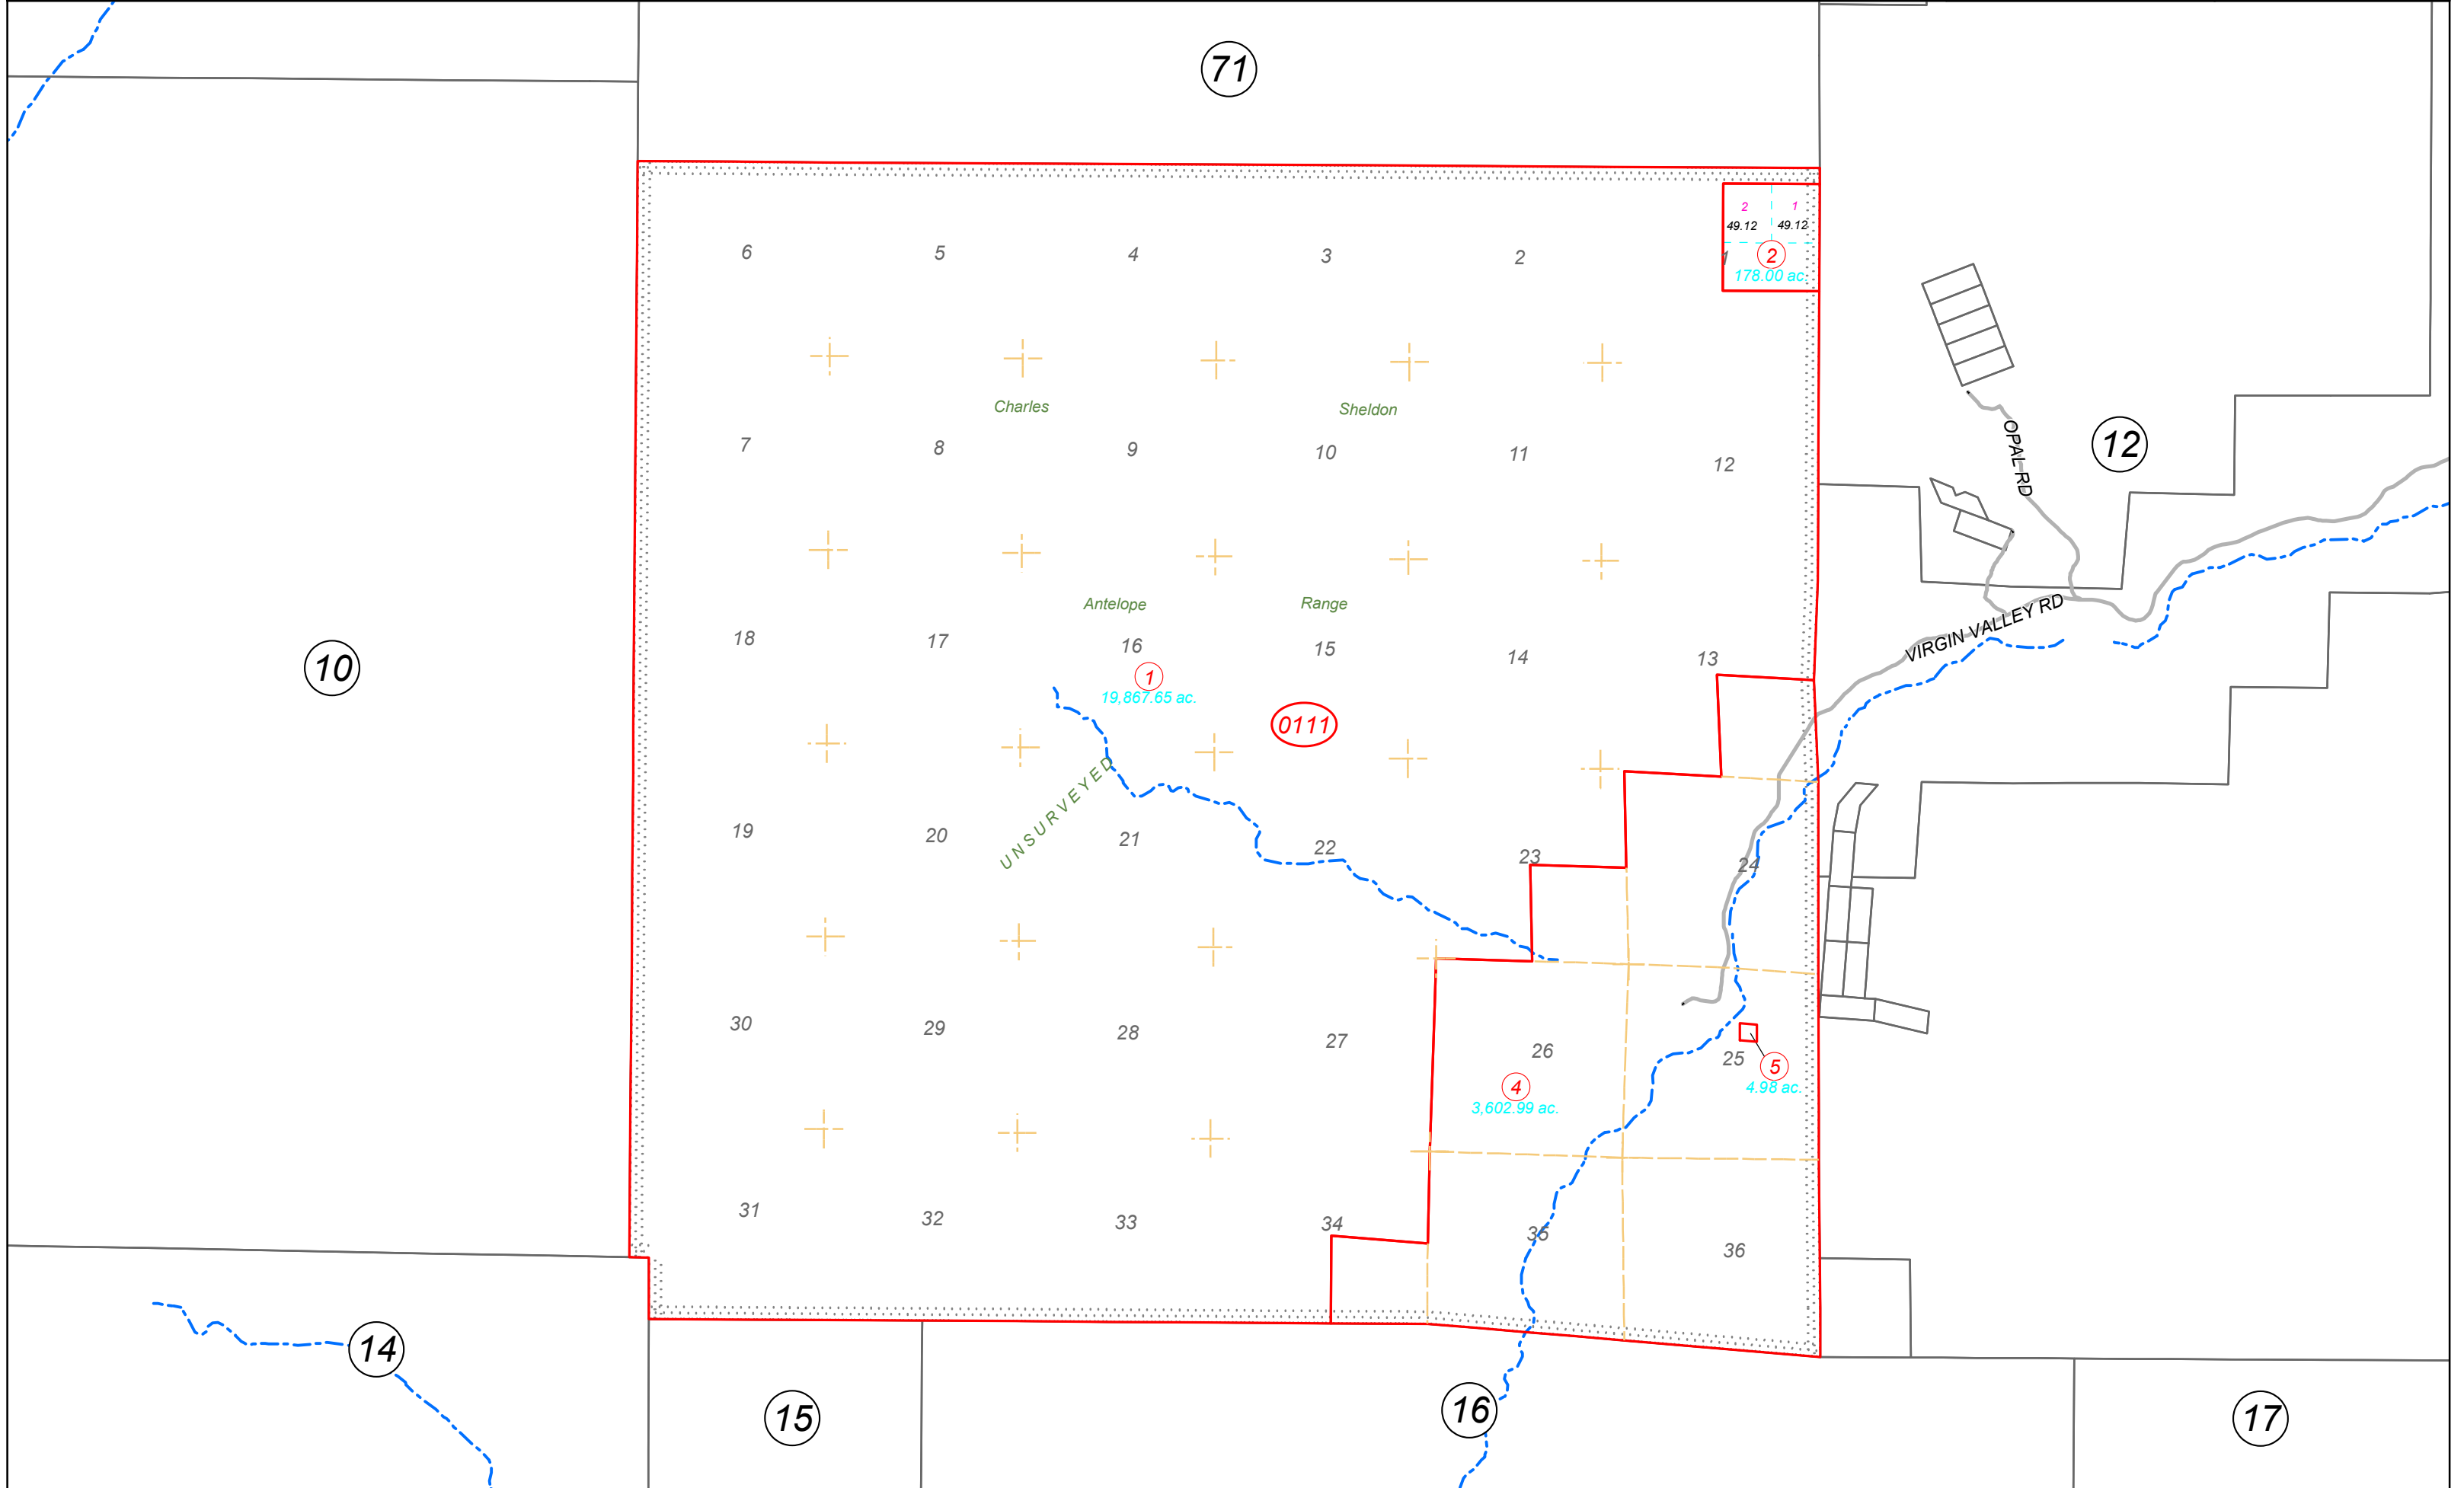 71
2 1
49.12 49.12
6 5 4 3 2 1
2
178.00 ac.
Charles Sheldon
OPAL RD
12
7 8 9 10 11 12
Antelope Range
VIRGIN VALLEY RD
18 17 16 15 14 13
10
1
19,867.65 ac.
0111
UNSURVEYED
19 20 21 22 23 24
30 29 28 27 26 25
5
4.98 ac.
4
3,602.99 ac.
31 32 33 34 35 36
14
15
16
17